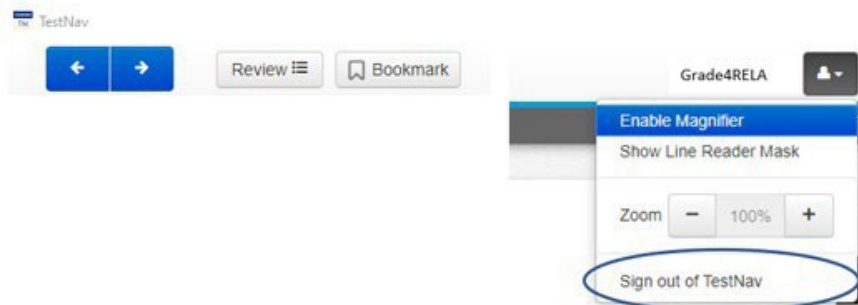 TestNav
Review
Bookmark
Grade4RELA
Enable Magnifier
Show Line Reader Mask
Zoom - 100% +
Sign out of TestNav